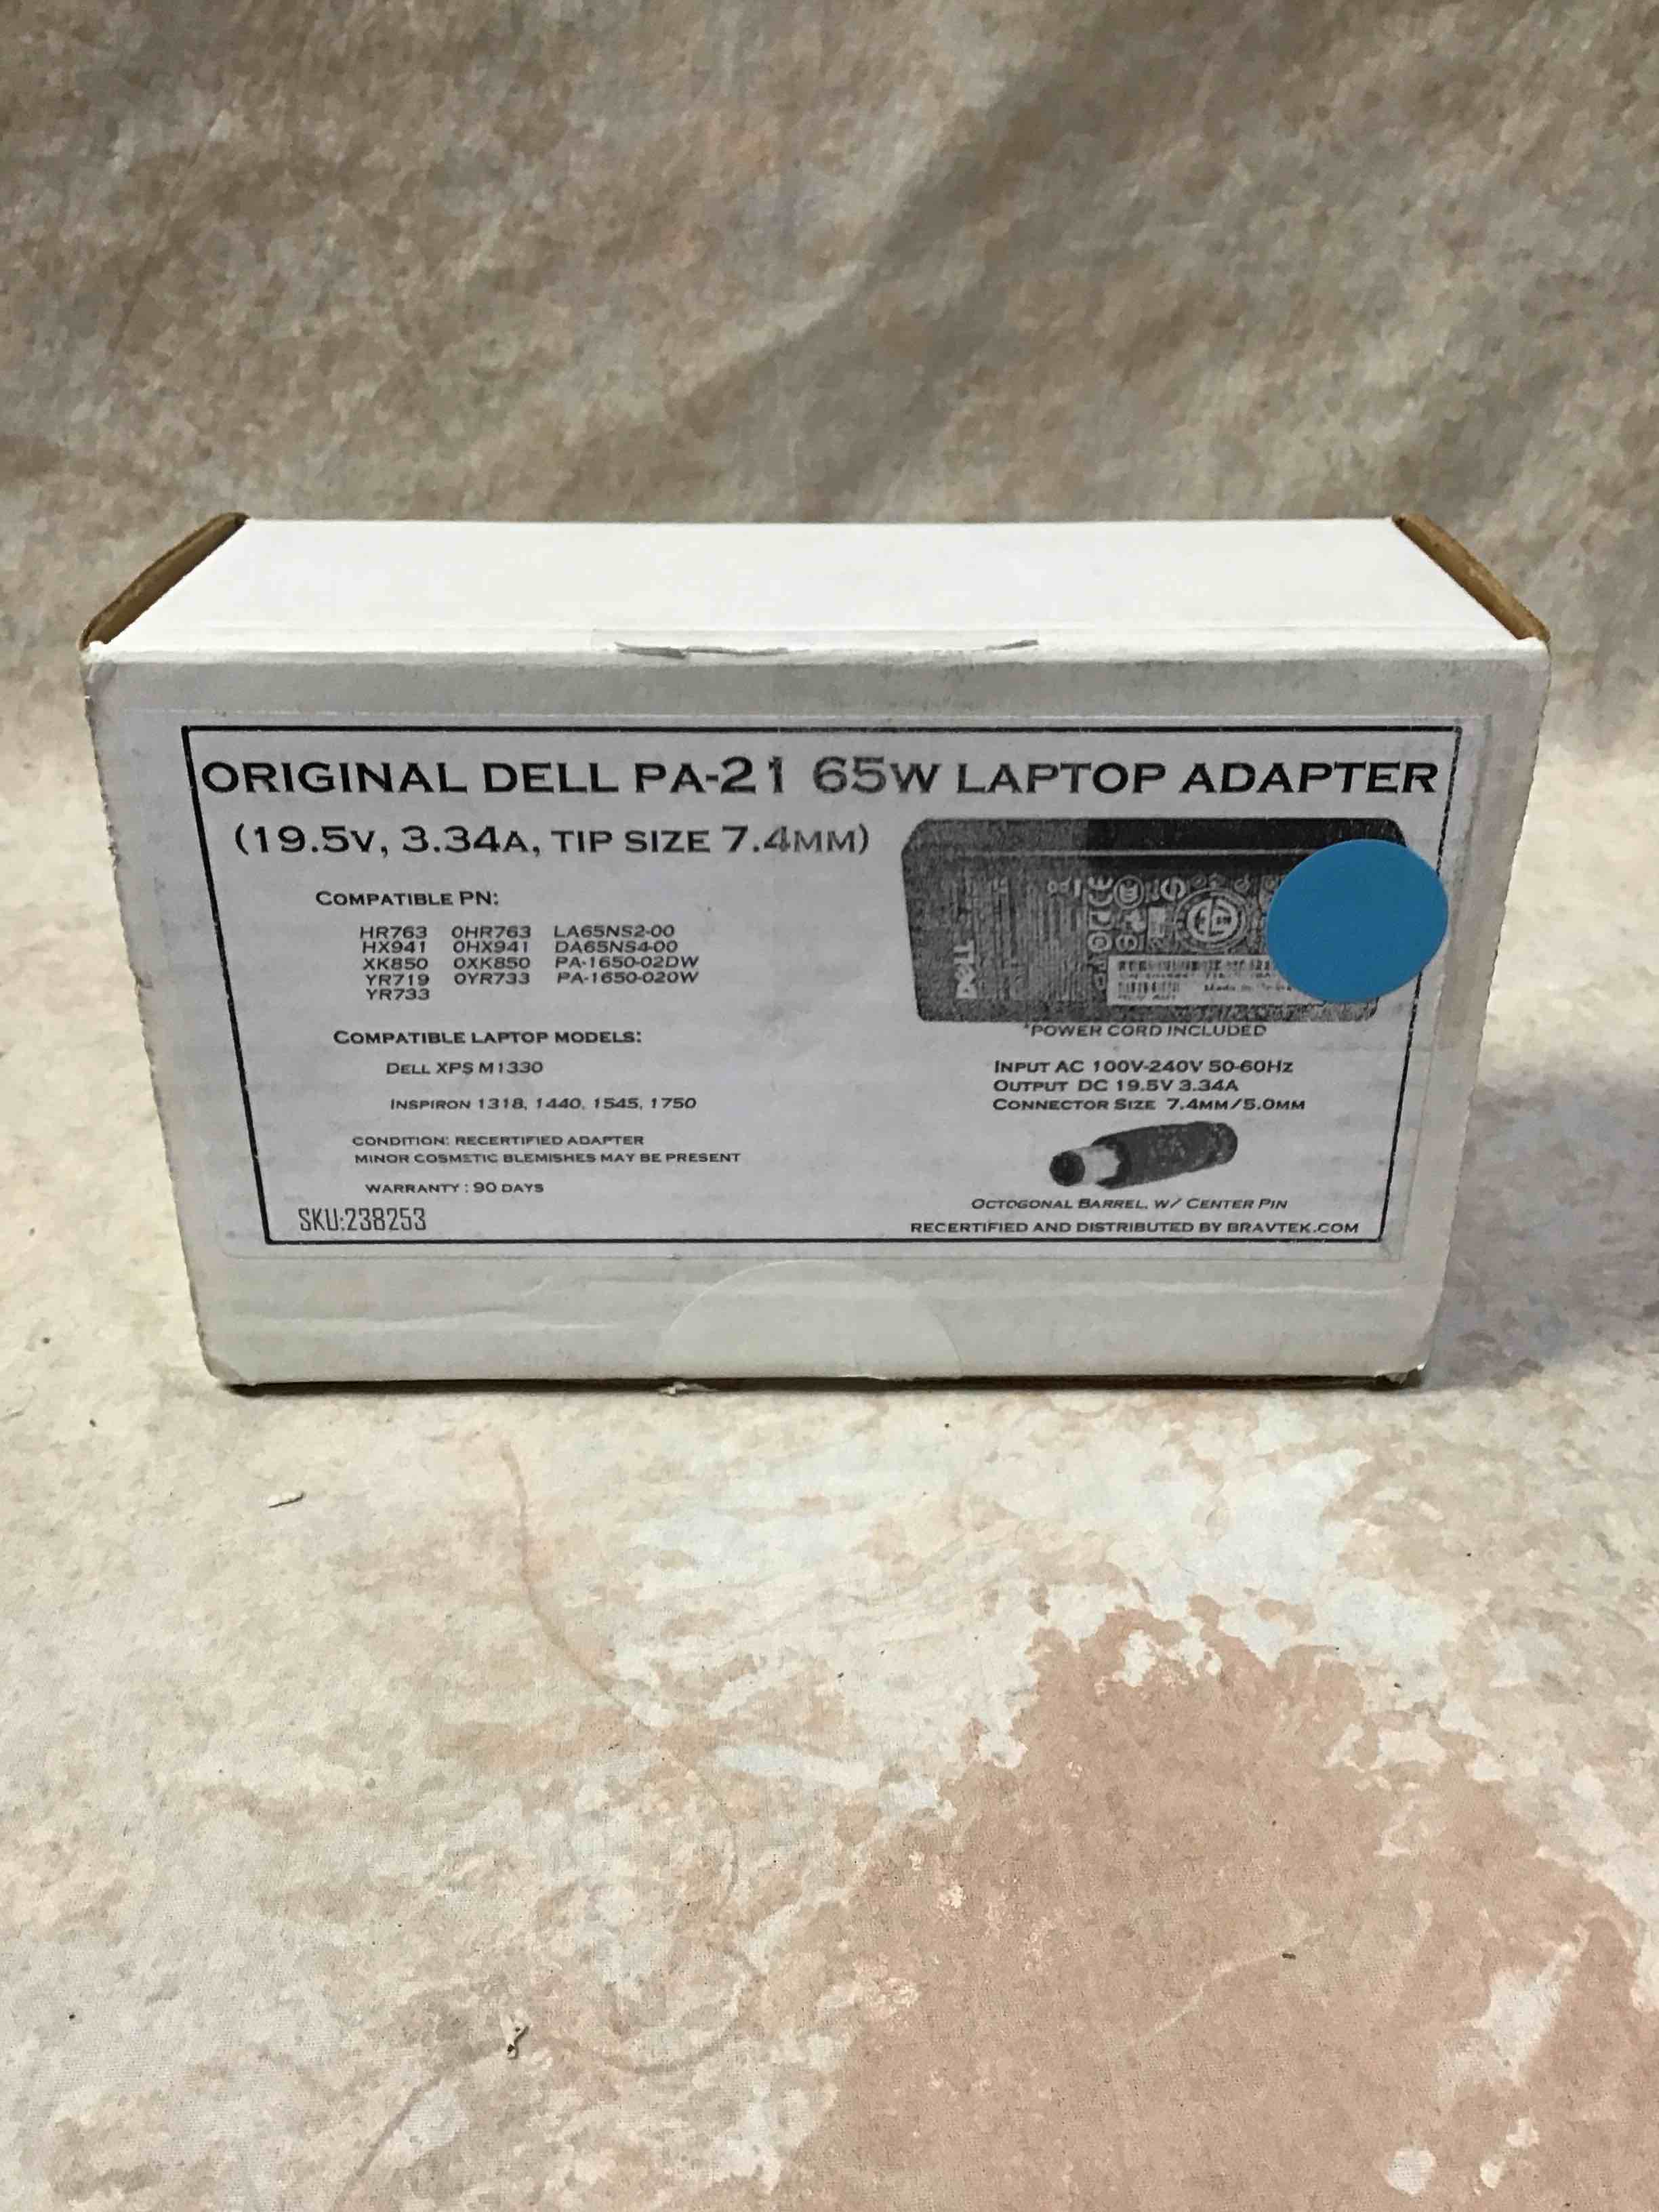 ORIGINAL DELL PA-21 65W LAPTOP ADAPTER
(19.5V, 3.34A, TIP SIZE 7.4MM)
COMPATIBLE PN:
HR763 0HR763 LA65NS2-00
HX941 0HX941 DA65NS4-00
XK850 0XK850 PA-1650-02DW
YR719 0YR733 PA-1650-020W
YR733
COMPATIBLE LAPTOP MODELS:
DELL XPS M1330
INSPIRON 1318, 1440, 1545, 1750
CONDITION: RECERTIFIED ADAPTER
MINOR COSMETIC BLEMISHES MAY BE PRESENT
WARRANTY : 90 DAYS
SKU:238253
DELL
*POWER CORD INCLUDED
INPUT AC 100V-240V 50-60HZ
OUTPUT DC 19.5V 3.34A
CONNECTOR SIZE 7.4MM/5.0MM
OCTOGONAL BARREL, W/ CENTER PIN
RECERTIFIED AND DISTRIBUTED BY BRAVTEK.COM